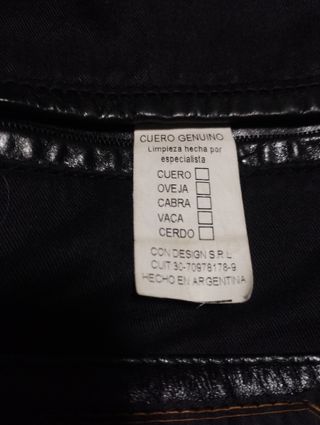 CUERO GENUINO
Limpieza hecha por
especialista
CUERO
OVEJA
CABRA
VACA
CERDO
CON DESIGN S.R.L.
CUIT 30-70978178-9
HECHO EN ARGENTINA